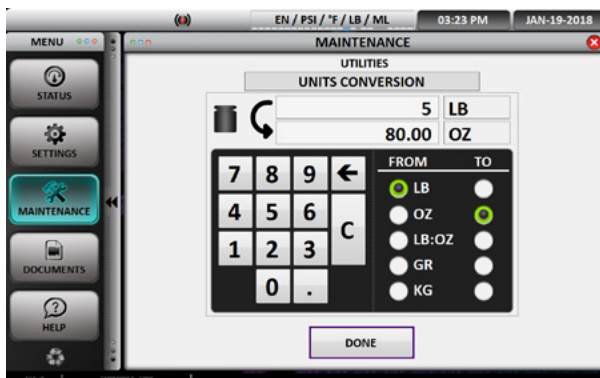 EN / PSI / °F / LB / ML
03:23 PM
JAN-19-2018
MENU
MAINTENANCE
UTILITIES
UNITS CONVERSION
STATUS
SETTINGS
MAINTENANCE
DOCUMENTS
HELP
5 LB
80.00 OZ
7 8 9
4 5 6 C
1 2 3
0 .
FROM TO
LB
OZ
LB:OZ
GR
KG
DONE